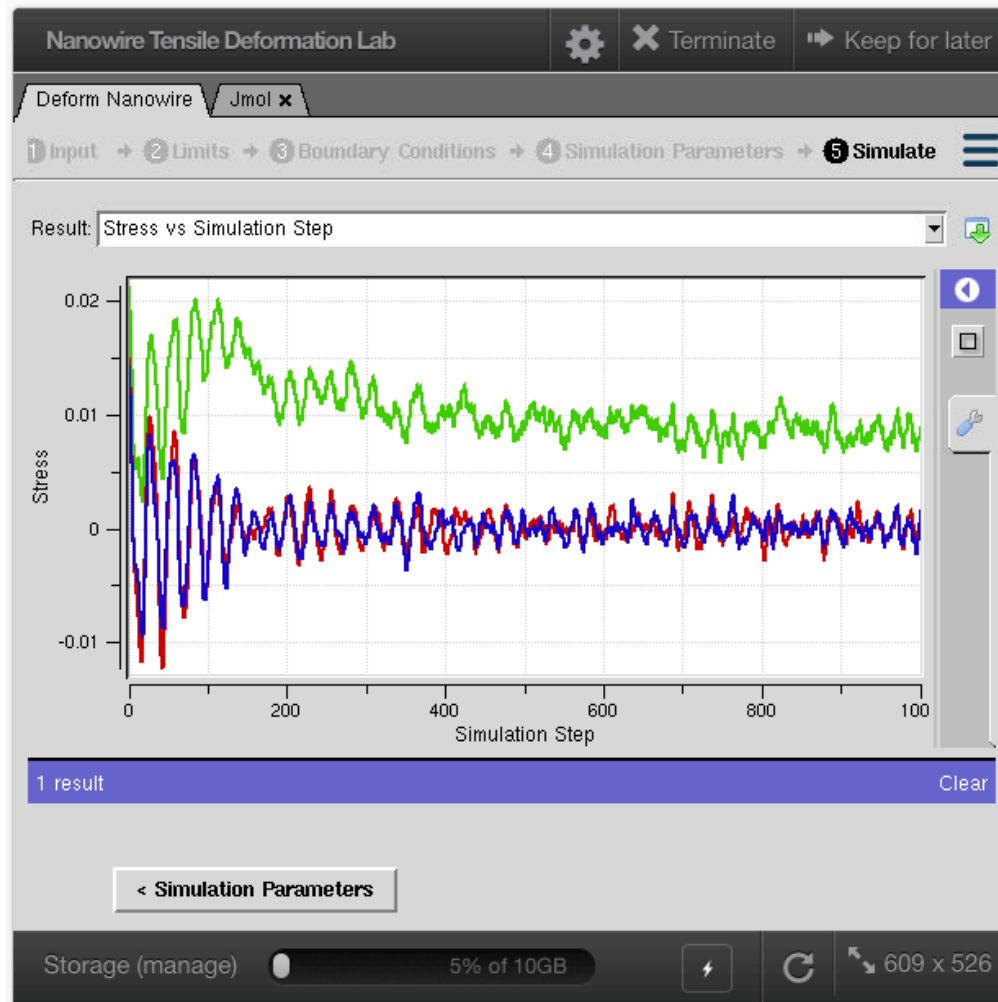 Nanowire Tensile Deformation Lab Terminate Keep for later
Deform Nanowire Jmol
1 Input → 2 Limits → 3 Boundary Conditions → 4 Simulation Parameters → 5 Simulate
Result: Stress vs Simulation Step
0.02
0.01
0
-0.01
Stress
0 200 400 600 800 100
Simulation Step
1 result Clear
< Simulation Parameters
Storage (manage) 5% of 10GB 609 x 526